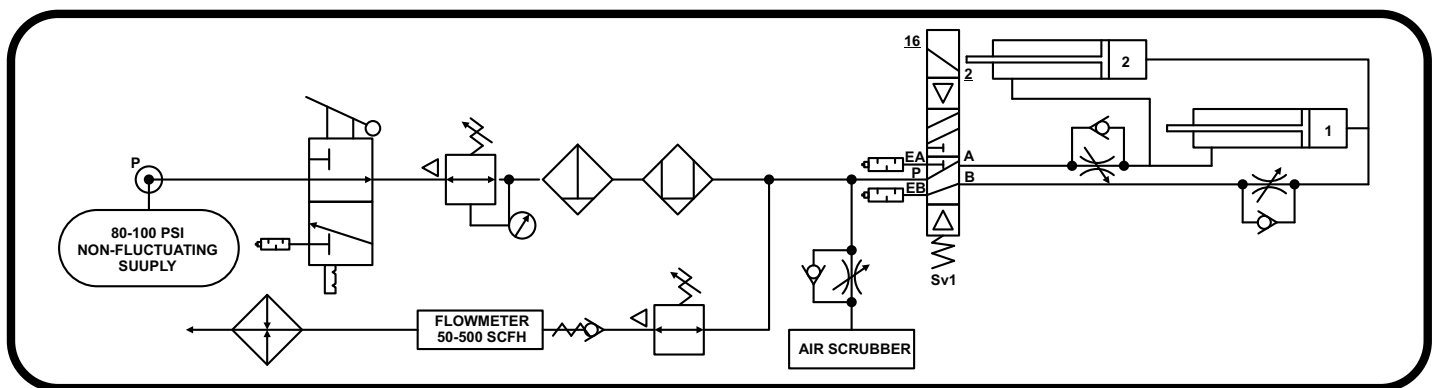 P
80-100 PSI
NON-FLUCTUATING
SUUPLY
FLOWMETER
50-500 SCFH
AIR SCRUBBER
16
2
EA
P
EB
A
B
Sv1
2
1